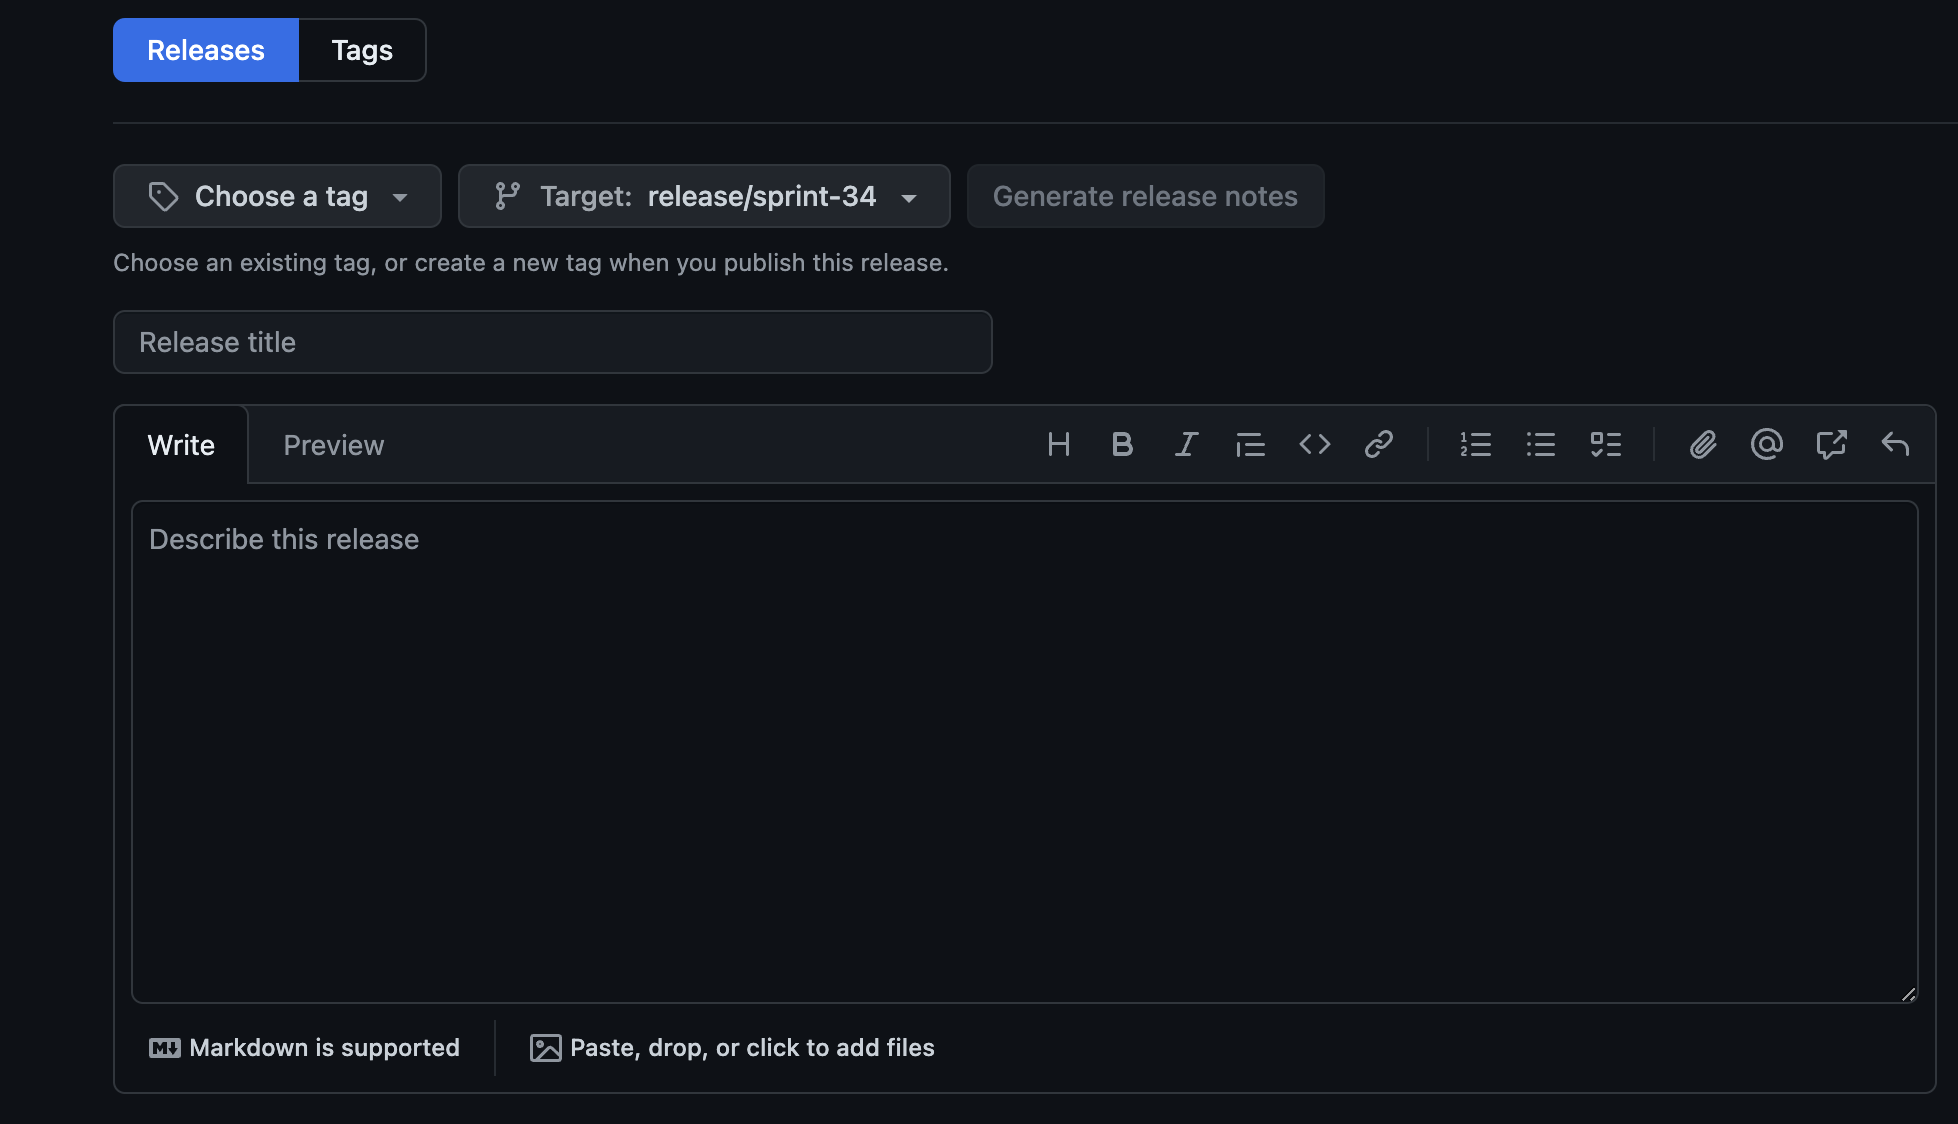 Releases Tags
Choose a tag Target: release/sprint-34 Generate release notes
Choose an existing tag, or create a new tag when you publish this release.
Release title
Write Preview
Describe this release
Markdown is supported Paste, drop, or click to add files